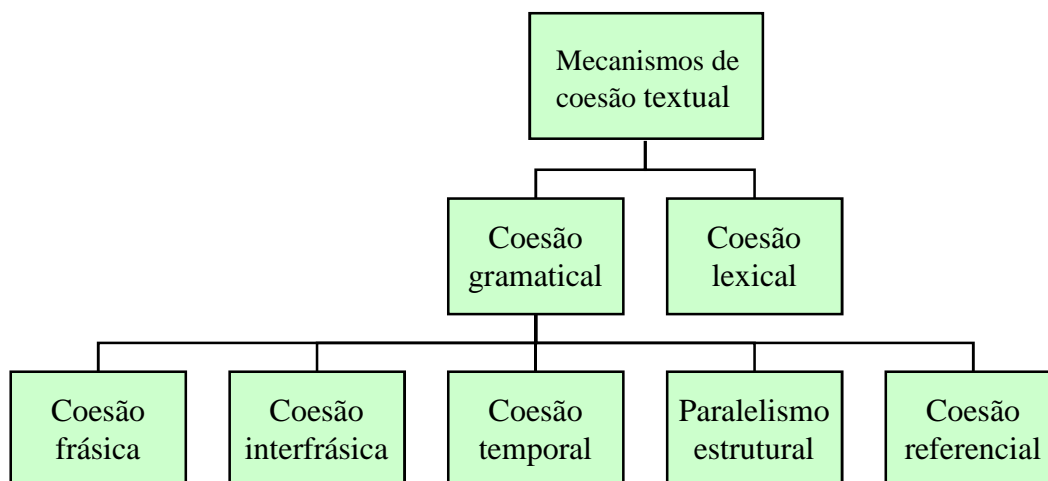 Mecanismos de
coesão textual
Coesão
gramatical
Coesão
lexical
Coesão
frásica
Coesão
interfrásica
Coesão
temporal
Paralelismo
estrutural
Coesão
referencial